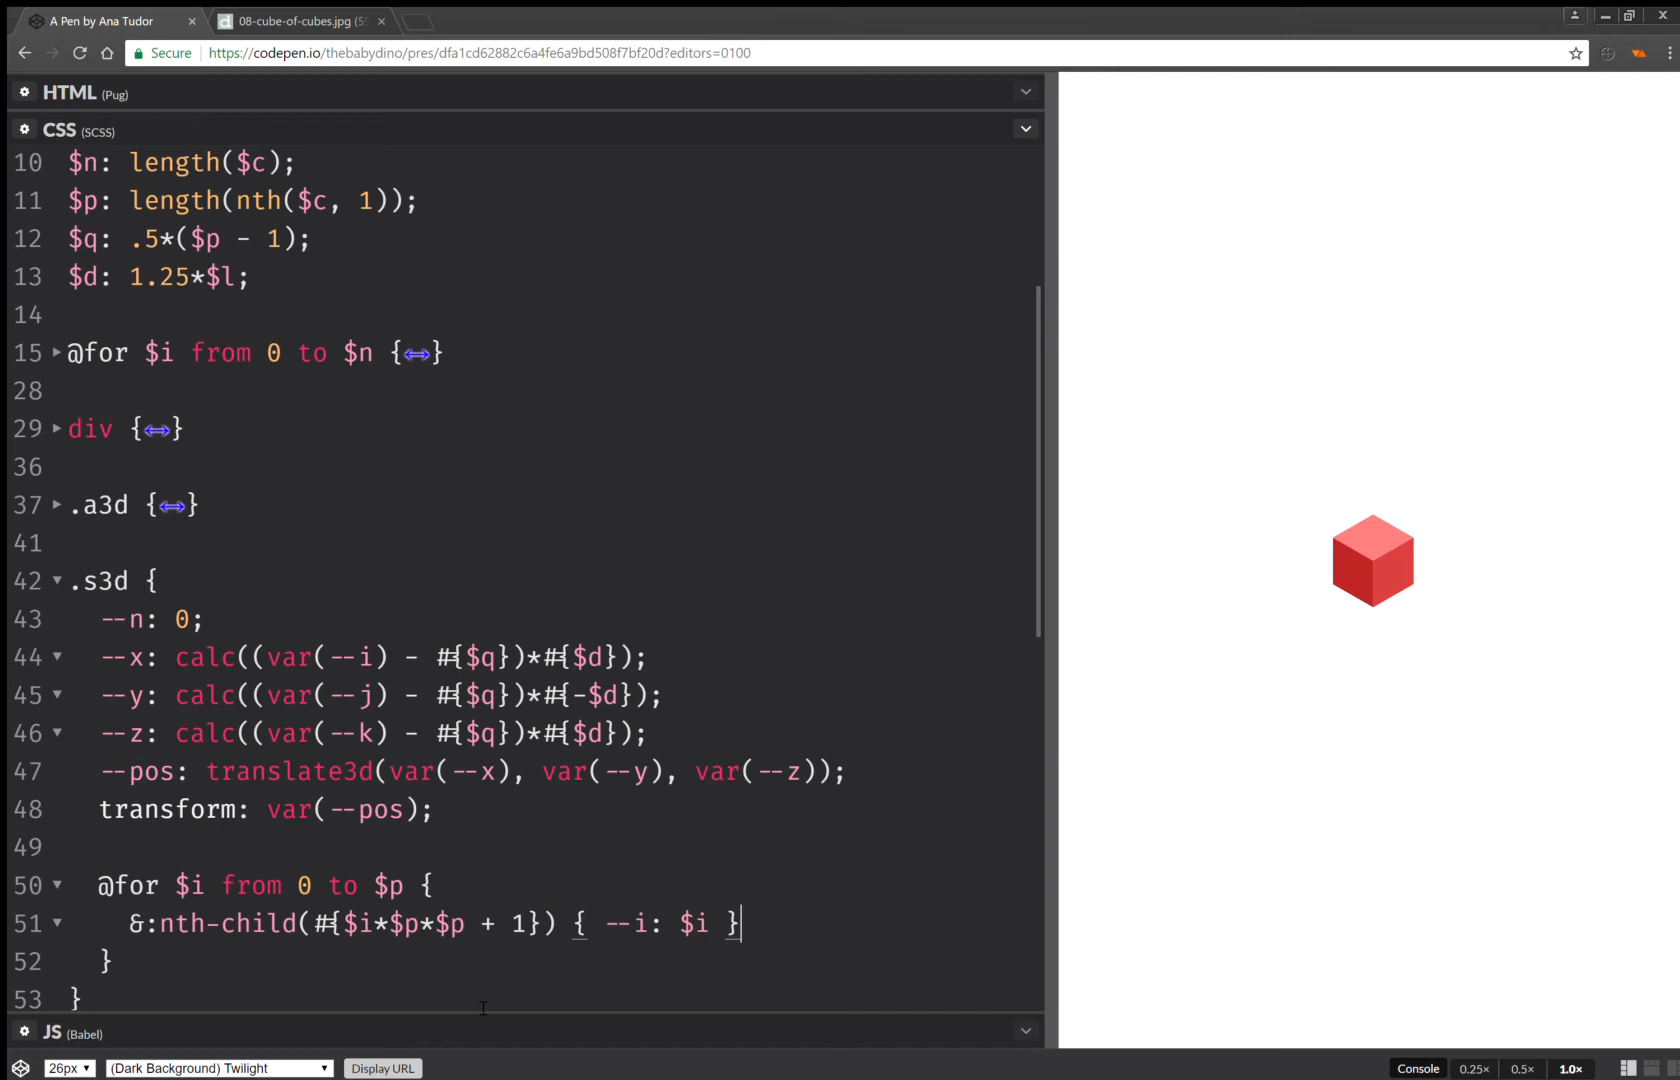 A Pen by Ana Tudor
08-cube-of-cubes.jpg (58
Secure https://codepen.io/thebabydino/pres/dfa1cd62882c6a4fe6a9bd508f7bf20d?editors=0100
HTML (Pug)
CSS (SCSS)
10 $n: length($c);
11 $p: length(nth($c, 1));
12 $q: .5*($p - 1);
13 $d: 1.25*$l;
14
15 @for $i from 0 to $n {↔}
28
29 div {↔}
36
37 .a3d {↔}
41
42 .s3d {
43 --n: 0;
44 --x: calc((var(--i) - #{$q})*#{$d});
45 --y: calc((var(--j) - #{$q})*#{-$d});
46 --z: calc((var(--k) - #{$q})*#{$d});
47 --pos: translate3d(var(--x), var(--y), var(--z));
48 transform: var(--pos);
49
50 @for $i from 0 to $p {
51 &:nth-child(#{$i*$p*$p + 1}) { --i: $i }
52 }
53 }
JS (Babel)
26px (Dark Background) Twilight Display URL Console 0.25× 0.5× 1.0×